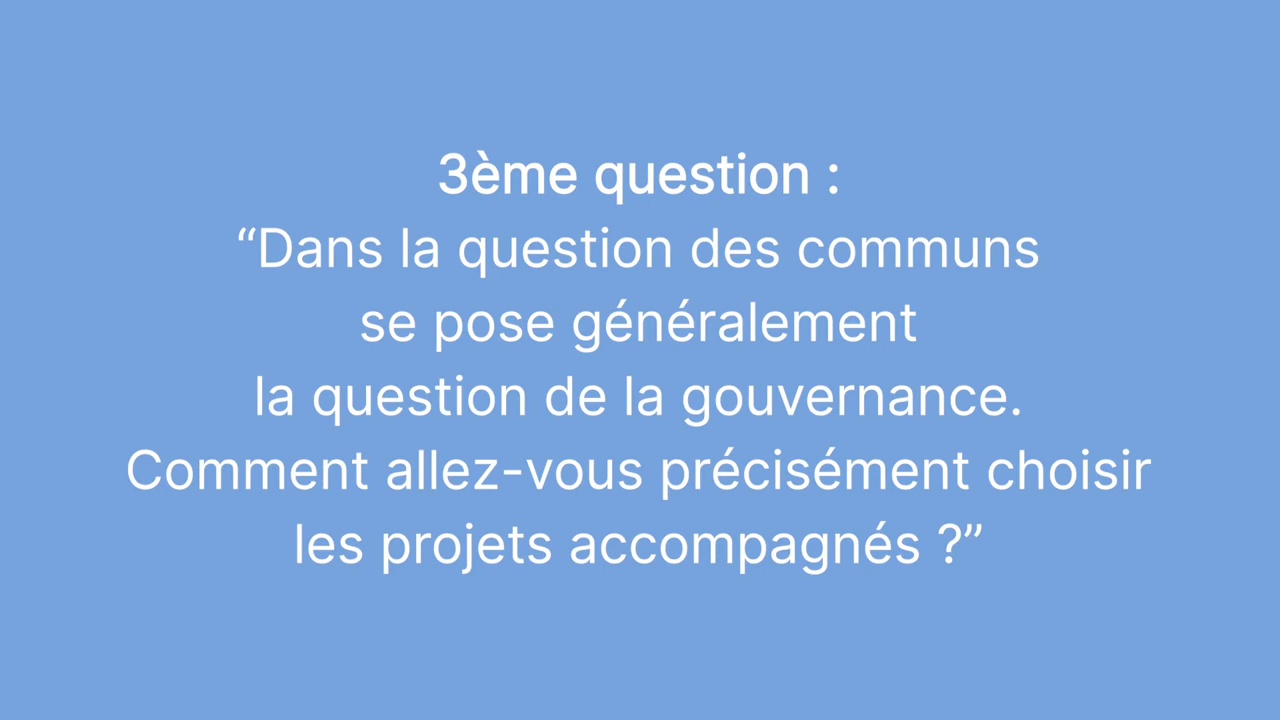 3ème question :
“Dans la question des communs
se pose généralement
la question de la gouvernance.
Comment allez-vous précisément choisir
les projets accompagnés ?”